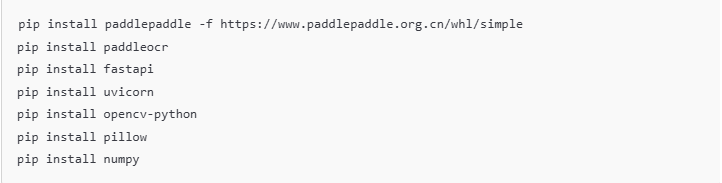 pip install paddlepaddle -f https://www.paddlepaddle.org.cn/whl/simple
pip install paddleocr
pip install fastapi
pip install uvicorn
pip install opencv-python
pip install pillow
pip install numpy